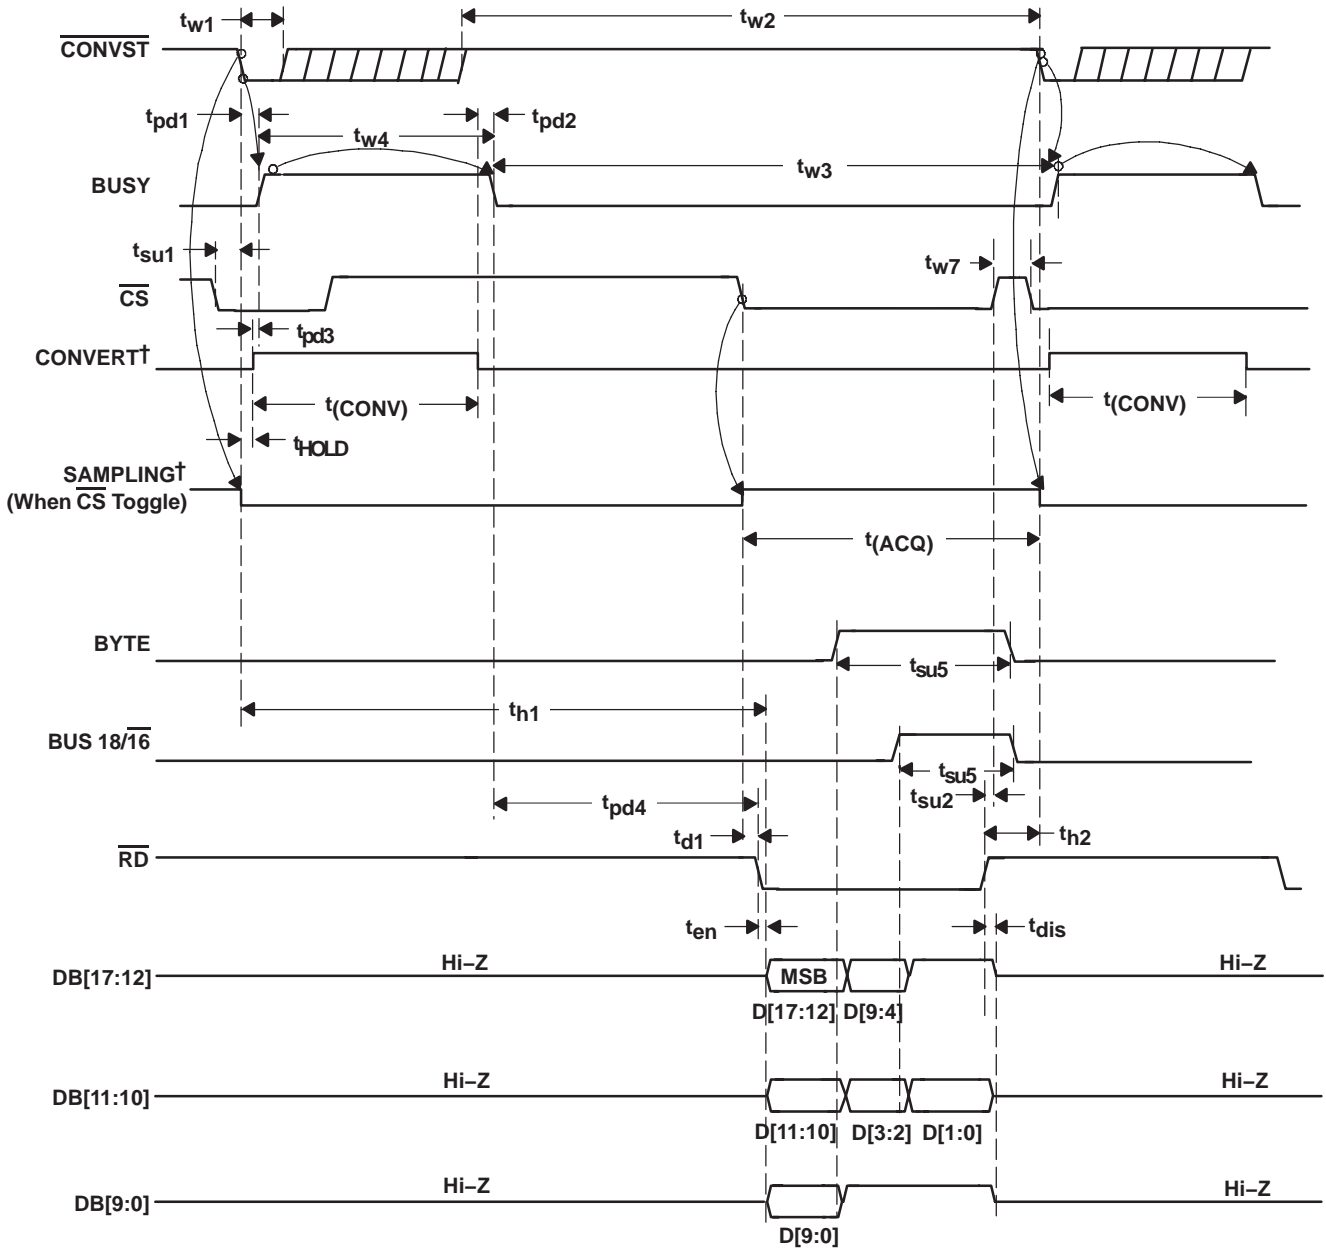 tw1
tw2
CONVST
tpd1
tw4
tpd2
tw3
BUSY
tsu1
tw7
CS
tpd3
CONVERT†
t(CONV)
t(CONV)
tHOLD
SAMPLING†
(When CS Toggle)
t(ACQ)
BYTE
tsu5
th1
BUS 18/16
tsu5
tsu2
tpd4
td1
th2
RD
ten
tdis
Hi–Z
Hi–Z
DB[17:12]
MSB
D[17:12] D[9:4]
Hi–Z
Hi–Z
DB[11:10]
D[11:10] D[3:2] D[1:0]
Hi–Z
Hi–Z
DB[9:0]
D[9:0]